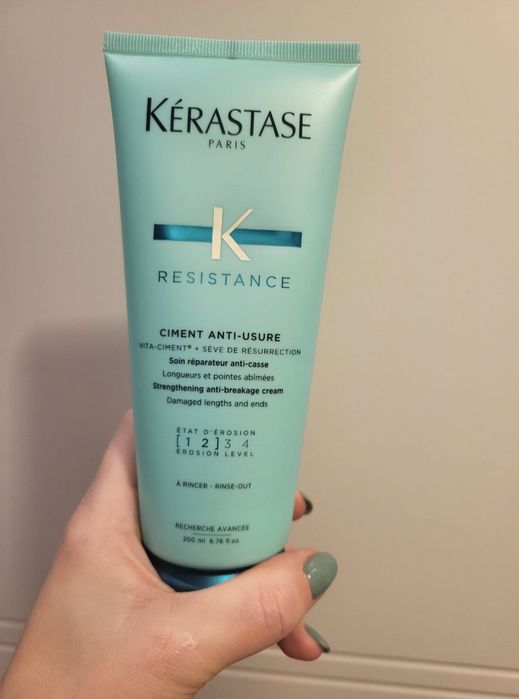 KÉRASTASE
PARIS
K
RESISTANCE
CIMENT ANTI-USURE
VITA-CIMENT® + SÈVE DE RÉSURRECTION
Soin réparateur anti-casse
Longueurs et pointes abîmées
Strengthening anti-breakage cream
Damaged lengths and ends
ÉTAT D'ÉROSION
[1 2] 3 4
EROSION LEVEL
À RINCER - RINSE-OUT
RECHERCHE AVANCÉE
200 ml 6.76 fl.oz.